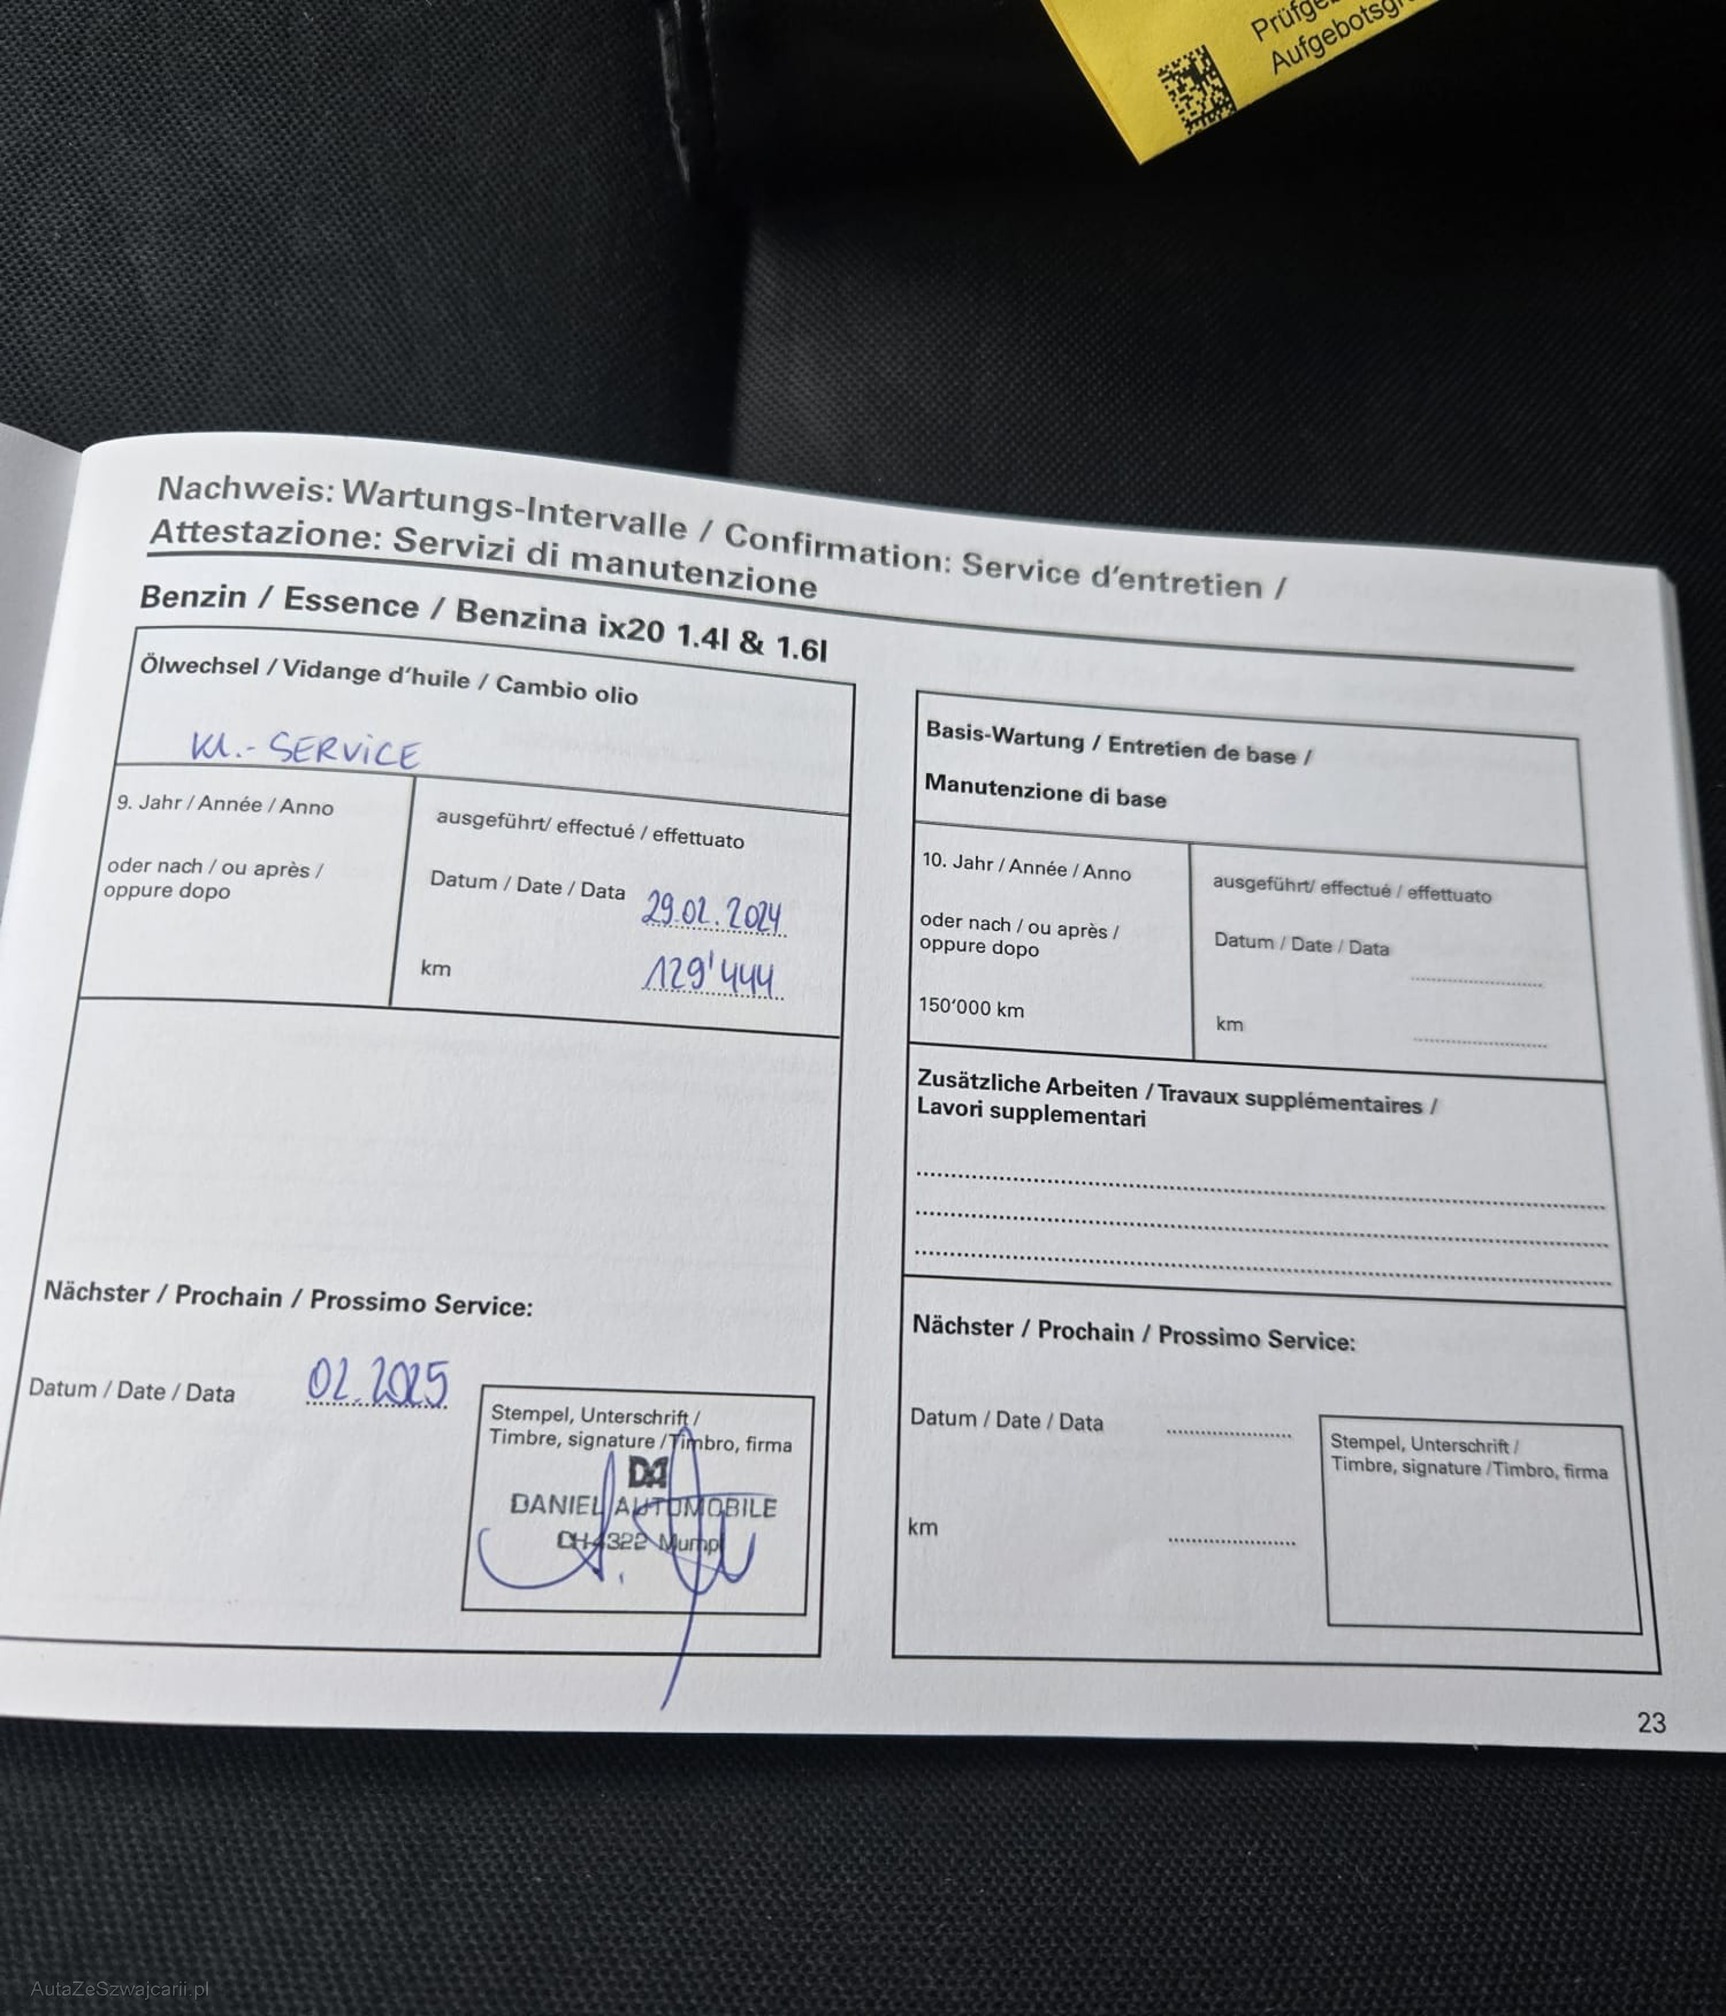 Aufgebotsgr
Nachweis: Wartungs-Intervalle / Confirmation: Service d'entretien /
Attestazione: Servizi di manutenzione
Benzin / Essence / Benzina ix20 1.4l & 1.6l
Ölwechsel / Vidange d'huile / Cambio olio
Kl.- SERVICE
9. Jahr / Année / Anno
oder nach / ou après /
oppure dopo
ausgeführt/ effectué / effettuato
Datum / Date / Data 29.02.2024
km 129'444
Nächster / Prochain / Prossimo Service:
Datum / Date / Data 02.2025
Stempel, Unterschrift /
Timbre, signature / Timbro, firma
DA
DANIEL AUTOMOBILE
CH-4322 Mumpf
Basis-Wartung / Entretien de base /
Manutenzione di base
10. Jahr / Année / Anno
oder nach / ou après /
oppure dopo
150'000 km
ausgeführt/ effectué / effettuato
Datum / Date / Data
km
Zusätzliche Arbeiten / Travaux supplémentaires /
Lavori supplementari
Nächster / Prochain / Prossimo Service:
Datum / Date / Data
km
Stempel, Unterschrift /
Timbre, signature / Timbro, firma
23
AutaZeSzwajcarii.pl